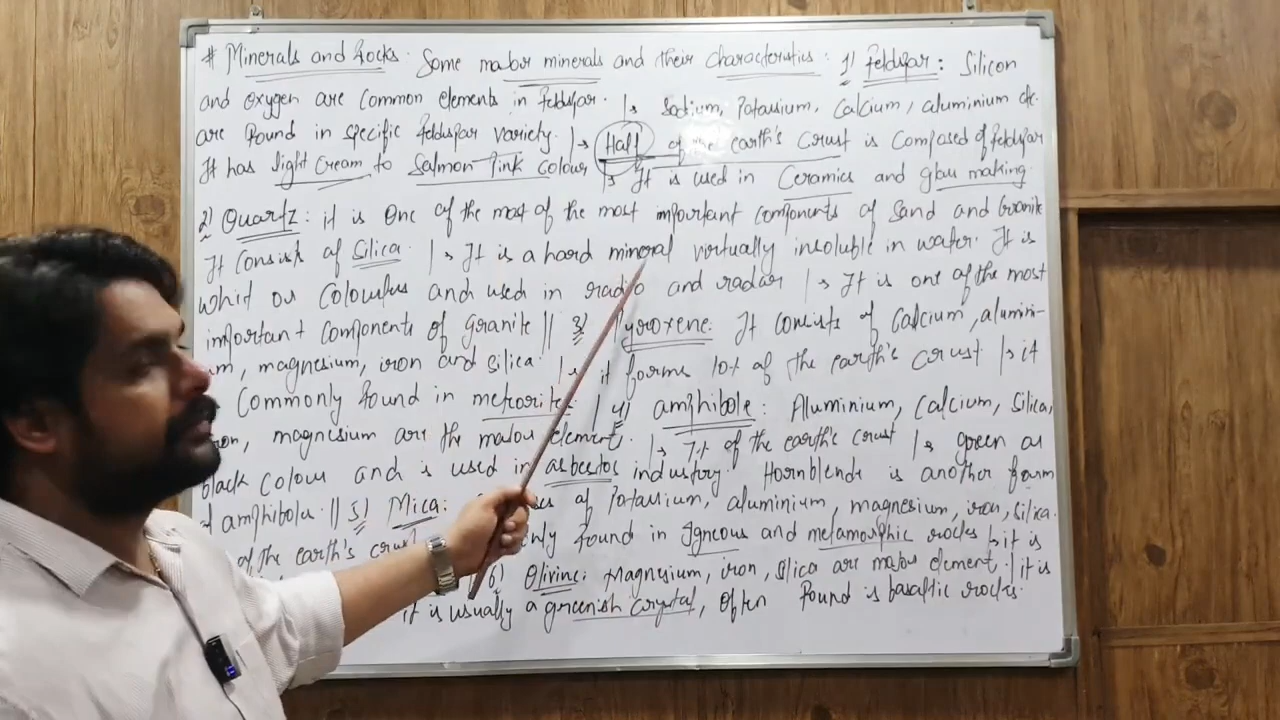 # Minerals and Rocks: Some major minerals and their characteristics: 1) Feldspar: Silicon
and oxygen are common elements in feldspar. |→ Sodium, Potassium, Calcium, aluminium etc.
are found in specific feldspar variety. |→ Half of the earth's crust is composed of feldspar
It has light cream to Salmon Pink colour |→ It is used in Ceramics and glass making
2) Quartz: it is One of the most of the most important components of Sand and Granite
It consists of Silica. |→ It is a hard mineral virtually insoluble in water. It is
white or colourless and used in radio and radar |→ It is one of the most
important components of granite || 3) Pyroxene: It consists of Calcium, alumini-
um, magnesium, iron and silica. |→ it forms 10% of the earth's crust. |→ it
Commonly found in meteorites. | 4) amphibole: Aluminium, Calcium, Silica,
iron, magnesium are the major element. |→ 7% of the earth's crust |→ green or
black colour and is used in asbestos industry. Hornblende is another form
of amphiboles. || 5) Mica: of Potassium, aluminium, magnesium, iron, silica.
of the earth's crust found in Igneous and metamorphic rocks |→ it is
6) Olivine: Magnesium, iron, silica are major element. | it is
it is usually a greenish crystal, often found is basaltic rocks.